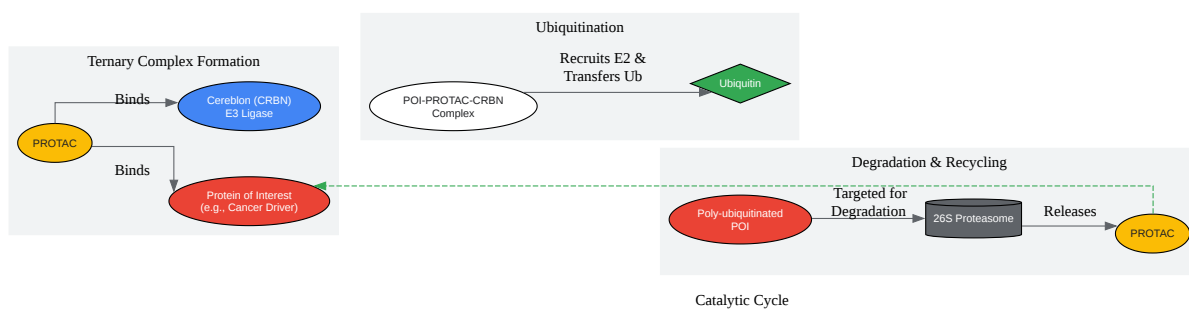 Ternary Complex Formation
Binds
Cereblon (CRBN)
E3 Ligase
PROTAC
Binds
Protein of Interest
(e.g., Cancer Driver)
Ubiquitination
Recruits E2 &
Transfers Ub
POI-PROTAC-CRBN
Complex
Ubiquitin
Degradation & Recycling
Poly-ubiquitinated
POI
Targeted for
Degradation
26S Proteasome
Releases
PROTAC
Catalytic Cycle